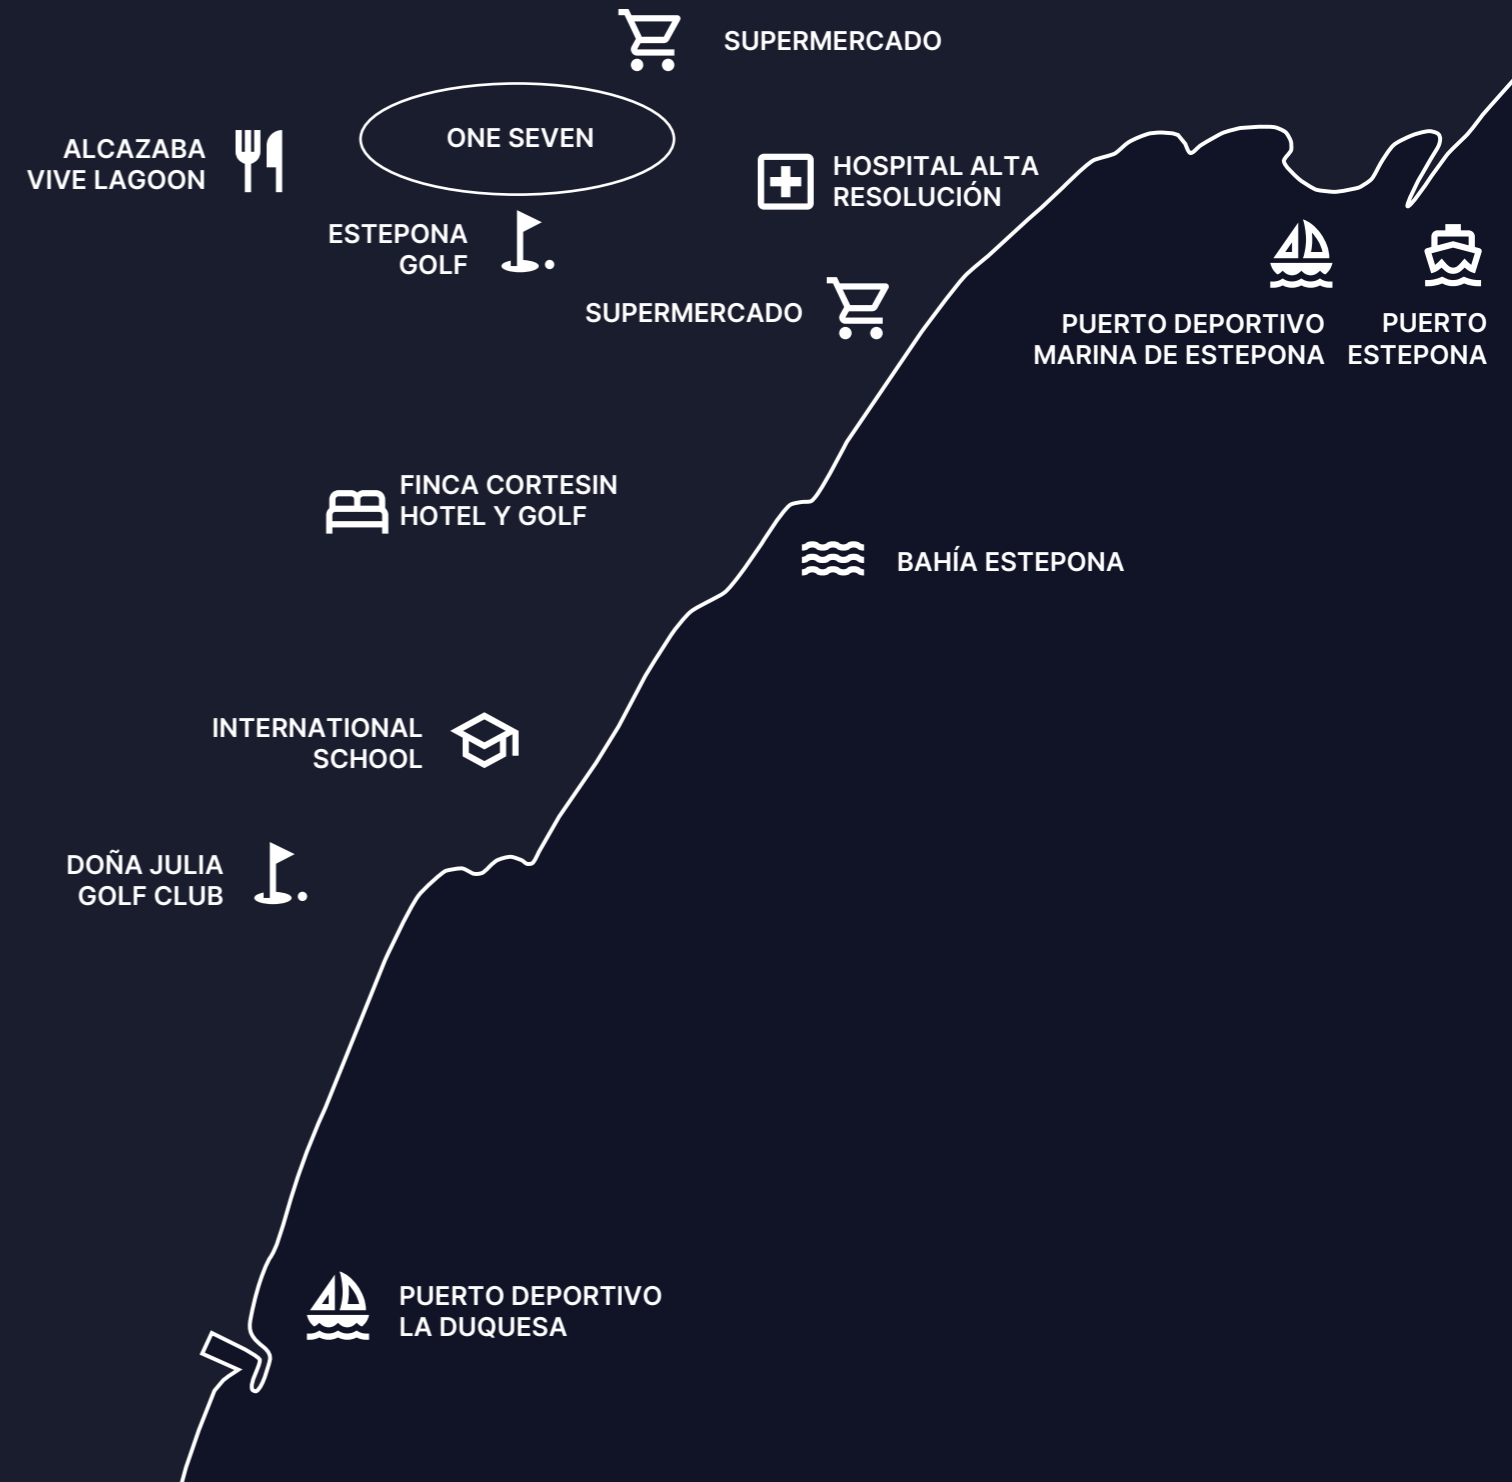 SUPERMERCADO
ONE SEVEN
ALCAZABA
VIVE LAGOON
HOSPITAL ALTA
RESOLUCIÓN
ESTEPONA
GOLF
SUPERMERCADO
PUERTO DEPORTIVO
MARINA DE ESTEPONA
PUERTO
ESTEPONA
FINCA CORTESIN
HOTEL Y GOLF
BAHÍA ESTEPONA
INTERNATIONAL
SCHOOL
DOÑA JULIA
GOLF CLUB
PUERTO DEPORTIVO
LA DUQUESA